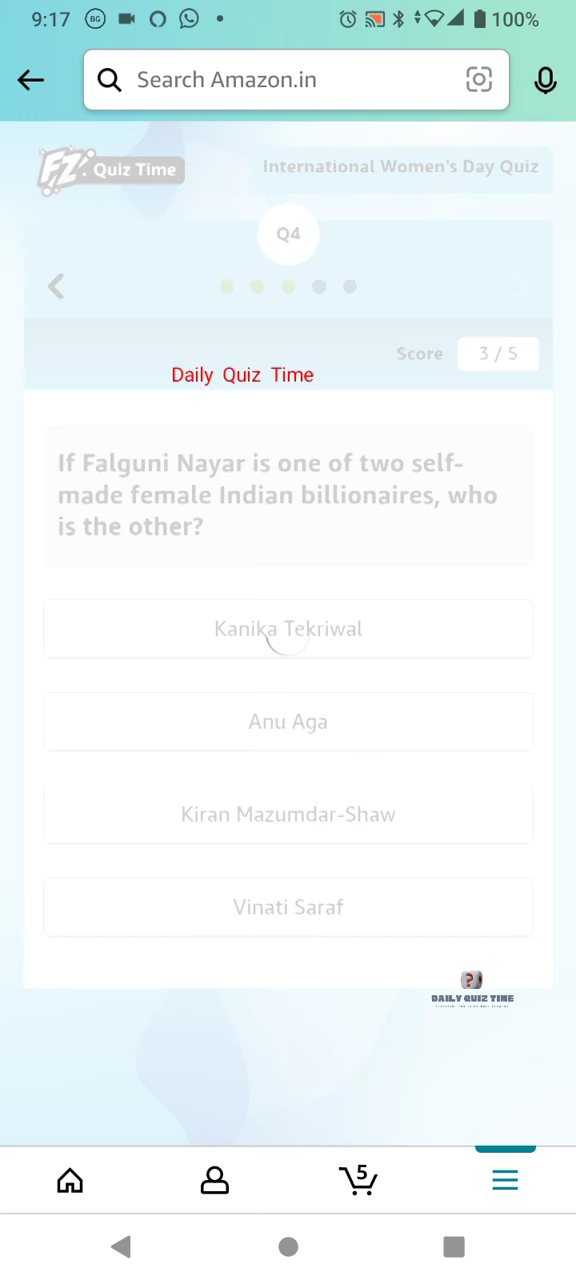 9:17 BG 100%
Search Amazon.in
FZ Quiz Time
International Women's Day Quiz
Q4
Score 3 / 5
Daily Quiz Time
If Falguni Nayar is one of two self-
made female Indian billionaires, who
is the other?
Kanika Tekriwal
Anu Aga
Kiran Mazumdar-Shaw
Vinati Saraf
?
DAILY QUIZ TIME
5